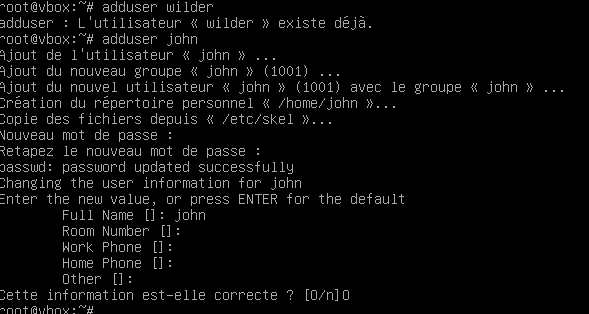 root@vbox:~# adduser wilder
adduser : L'utilisateur « wilder » existe déjà.
root@vbox:~# adduser john
Ajout de l'utilisateur « john » ...
Ajout du nouveau groupe « john » (1001) ...
Ajout du nouvel utilisateur « john » (1001) avec le groupe « john » ...
Création du répertoire personnel « /home/john »...
Copie des fichiers depuis « /etc/skel »...
Nouveau mot de passe :
Retapez le nouveau mot de passe :
passwd: password updated successfully
Changing the user information for john
Enter the new value, or press ENTER for the default
Full Name []: john
Room Number []:
Work Phone []:
Home Phone []:
Other []:
Cette information est-elle correcte ? [O/n]O
root@vbox:~#